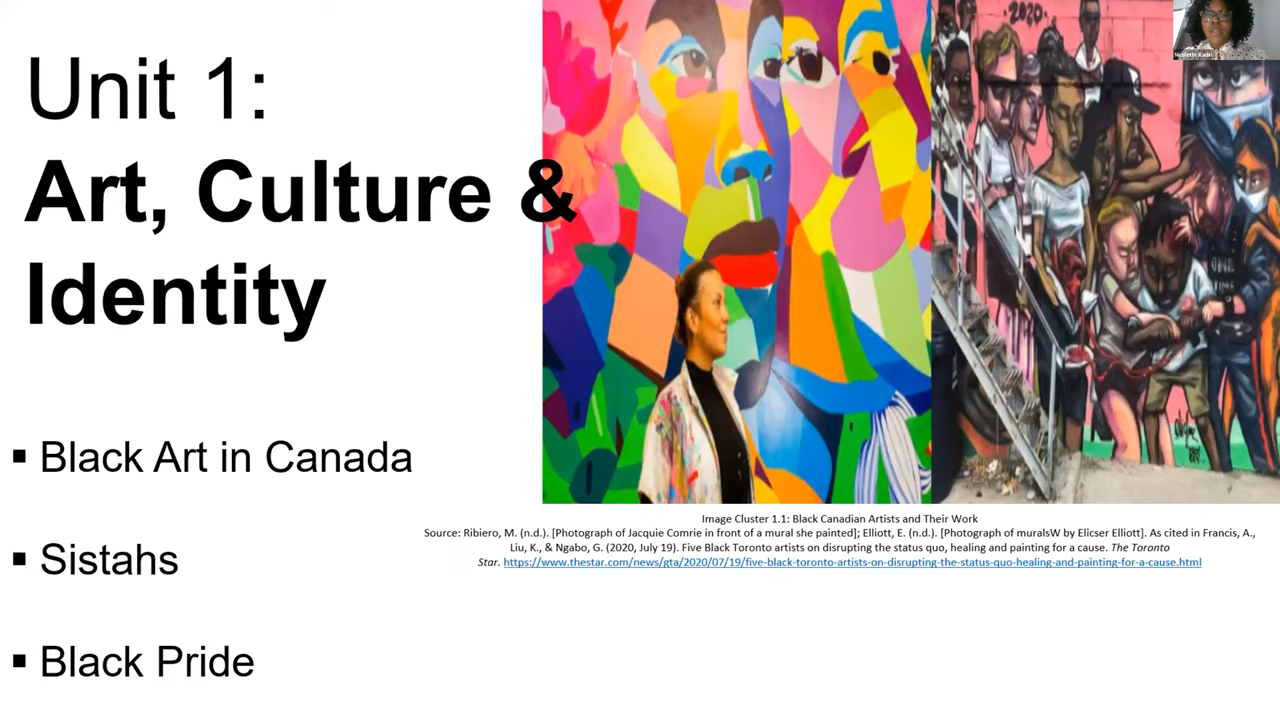 Unit 1:
Art, Culture &
Identity
▪ Black Art in Canada
▪ Sistahs
▪ Black Pride
2020
Image Cluster 1.1: Black Canadian Artists and Their Work
Source: Ribiero, M. (n.d.). [Photograph of Jacquie Comrie in front of a mural she painted]; Elliott, E. (n.d.). [Photograph of muralsW by Elicser Elliott]. As cited in Francis, A.,
Liu, K., & Ngabo, G. (2020, July 19). Five Black Toronto artists on disrupting the status quo, healing and painting for a cause. The Toronto
Star. https://www.thestar.com/news/gta/2020/07/19/five-black-toronto-artists-on-disrupting-the-status-quo-healing-and-painting-for-a-cause.html